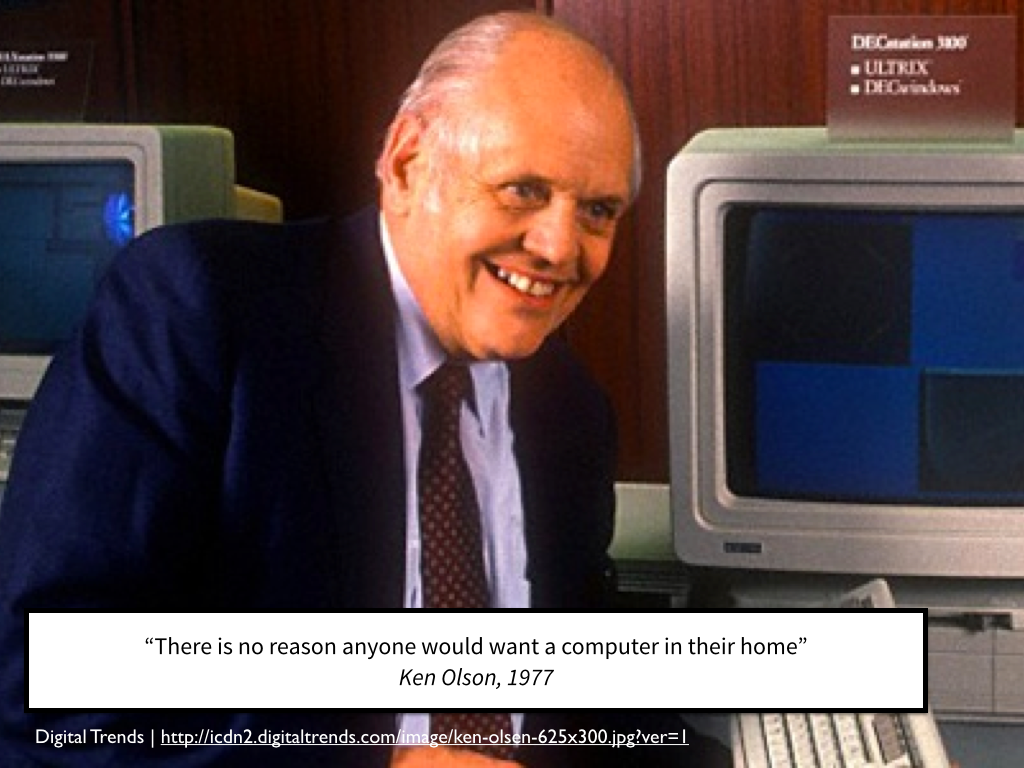 DECstation 3100
▪ ULTRIX
▪ DECwindows
“There is no reason anyone would want a computer in their home”
Ken Olson, 1977
Digital Trends | http://icdn2.digitaltrends.com/image/ken-olsen-625x300.jpg?ver=1